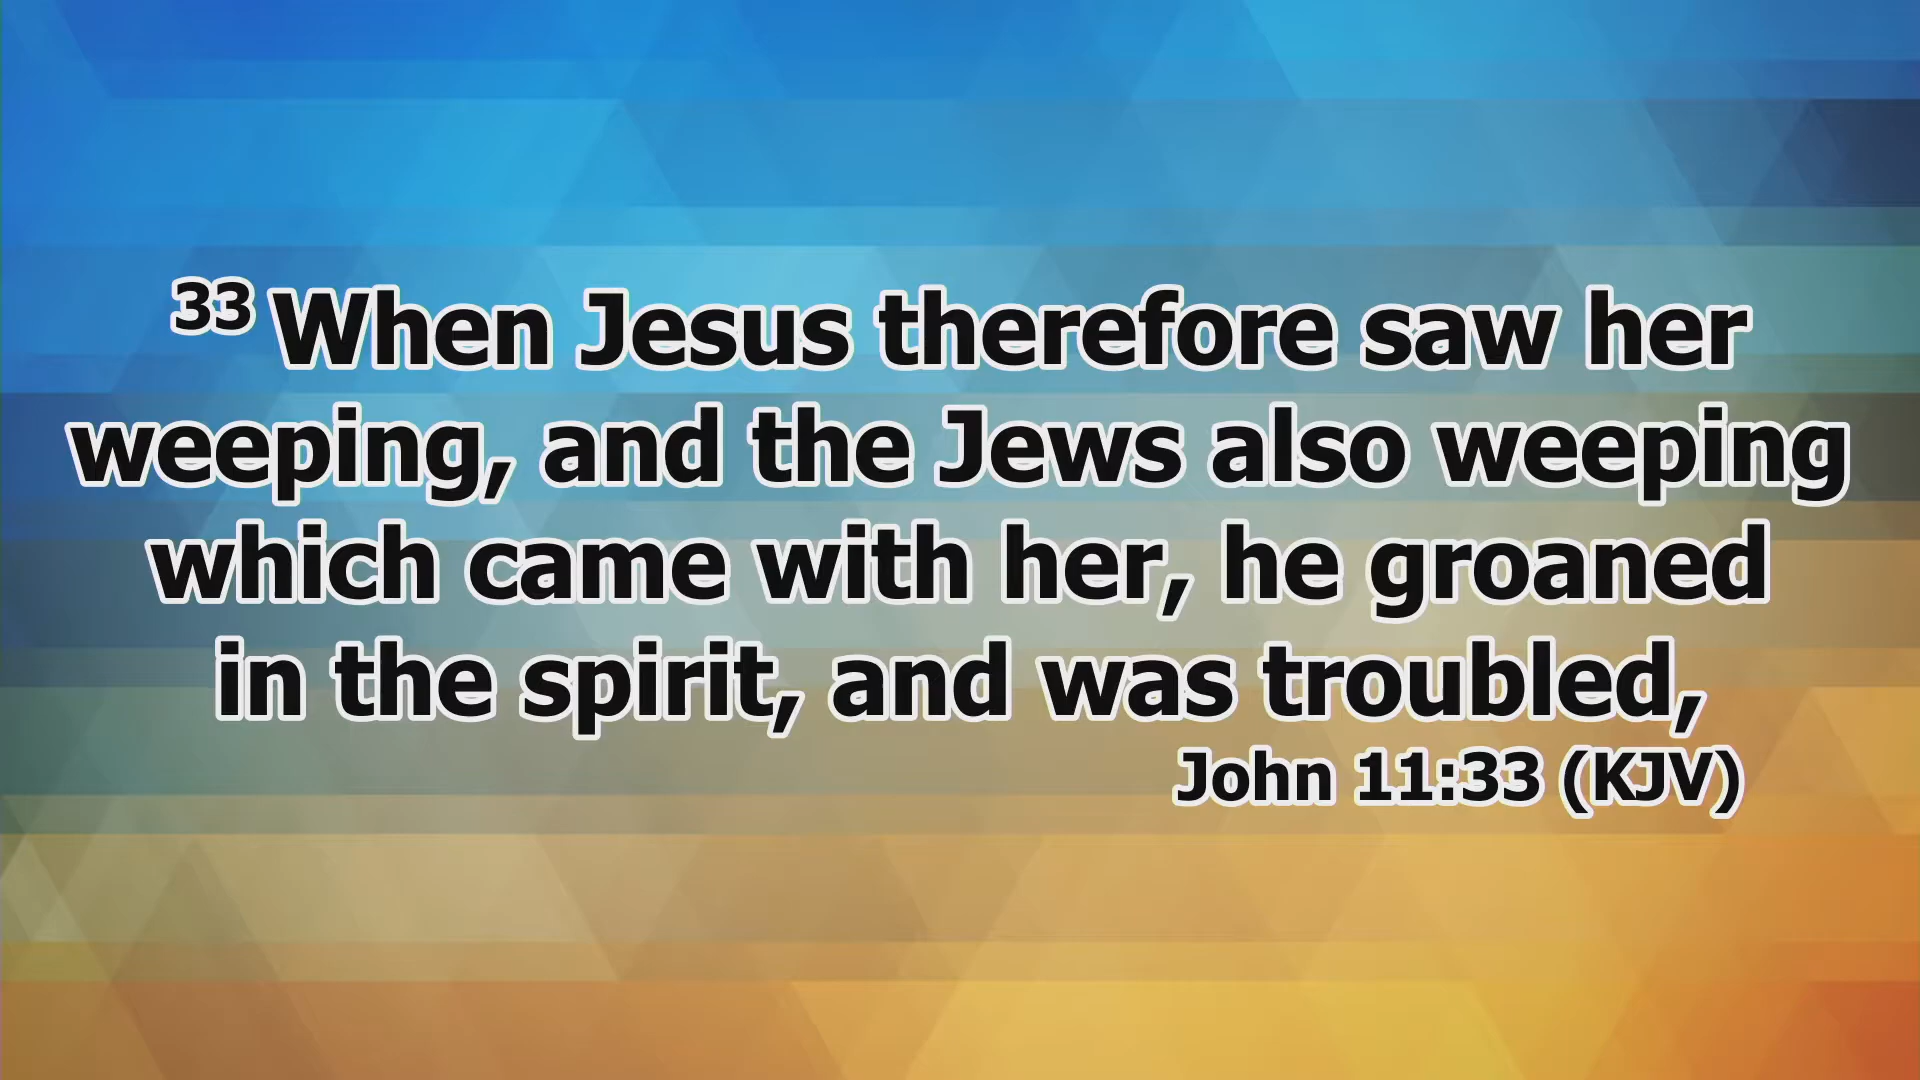 33 When Jesus therefore saw her
weeping, and the Jews also weeping
which came with her, he groaned
in the spirit, and was troubled,
John 11:33 (KJV)